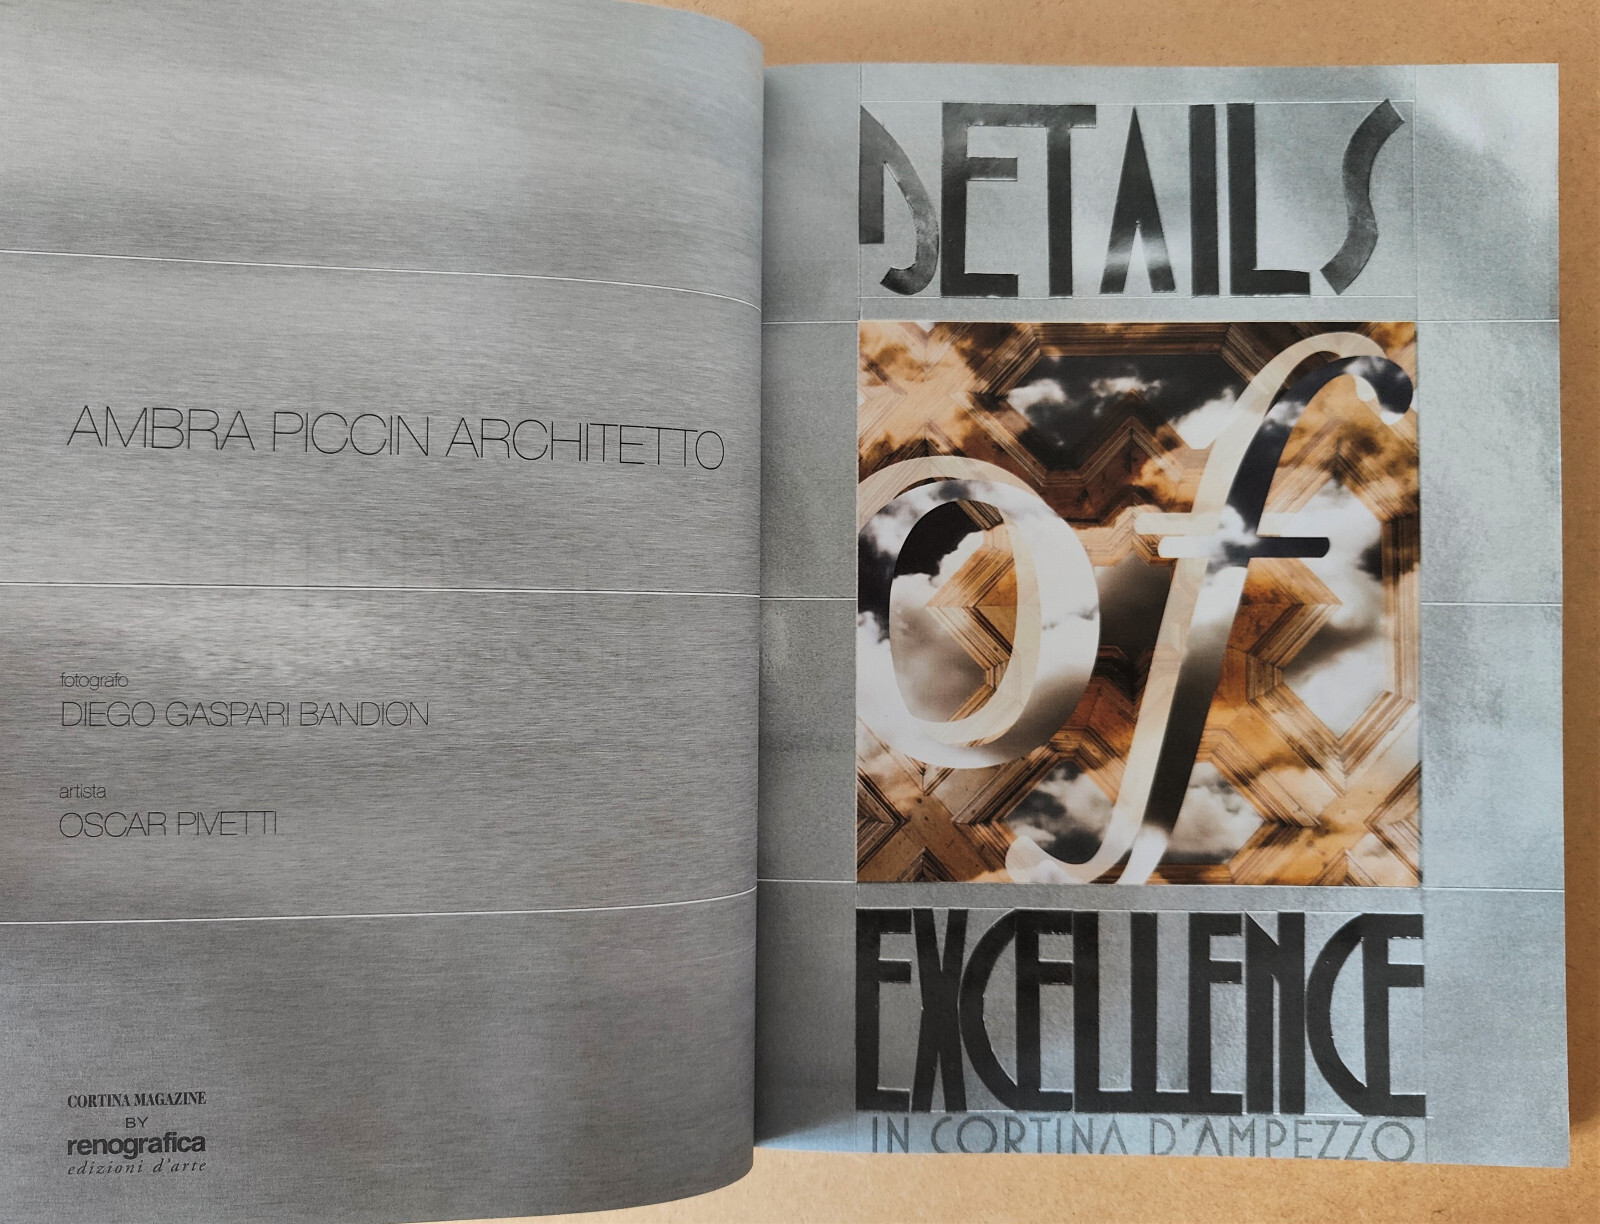 AMBRA PICCIN ARCHITETTO
fotografo
DIEGO GASPARI BANDION
artista
OSCAR PIVETTI
CORTINA MAGAZINE
BY
renografica
edizioni d'arte
DETAILS
of
EXCELLENCE
IN CORTINA D'AMPEZZO